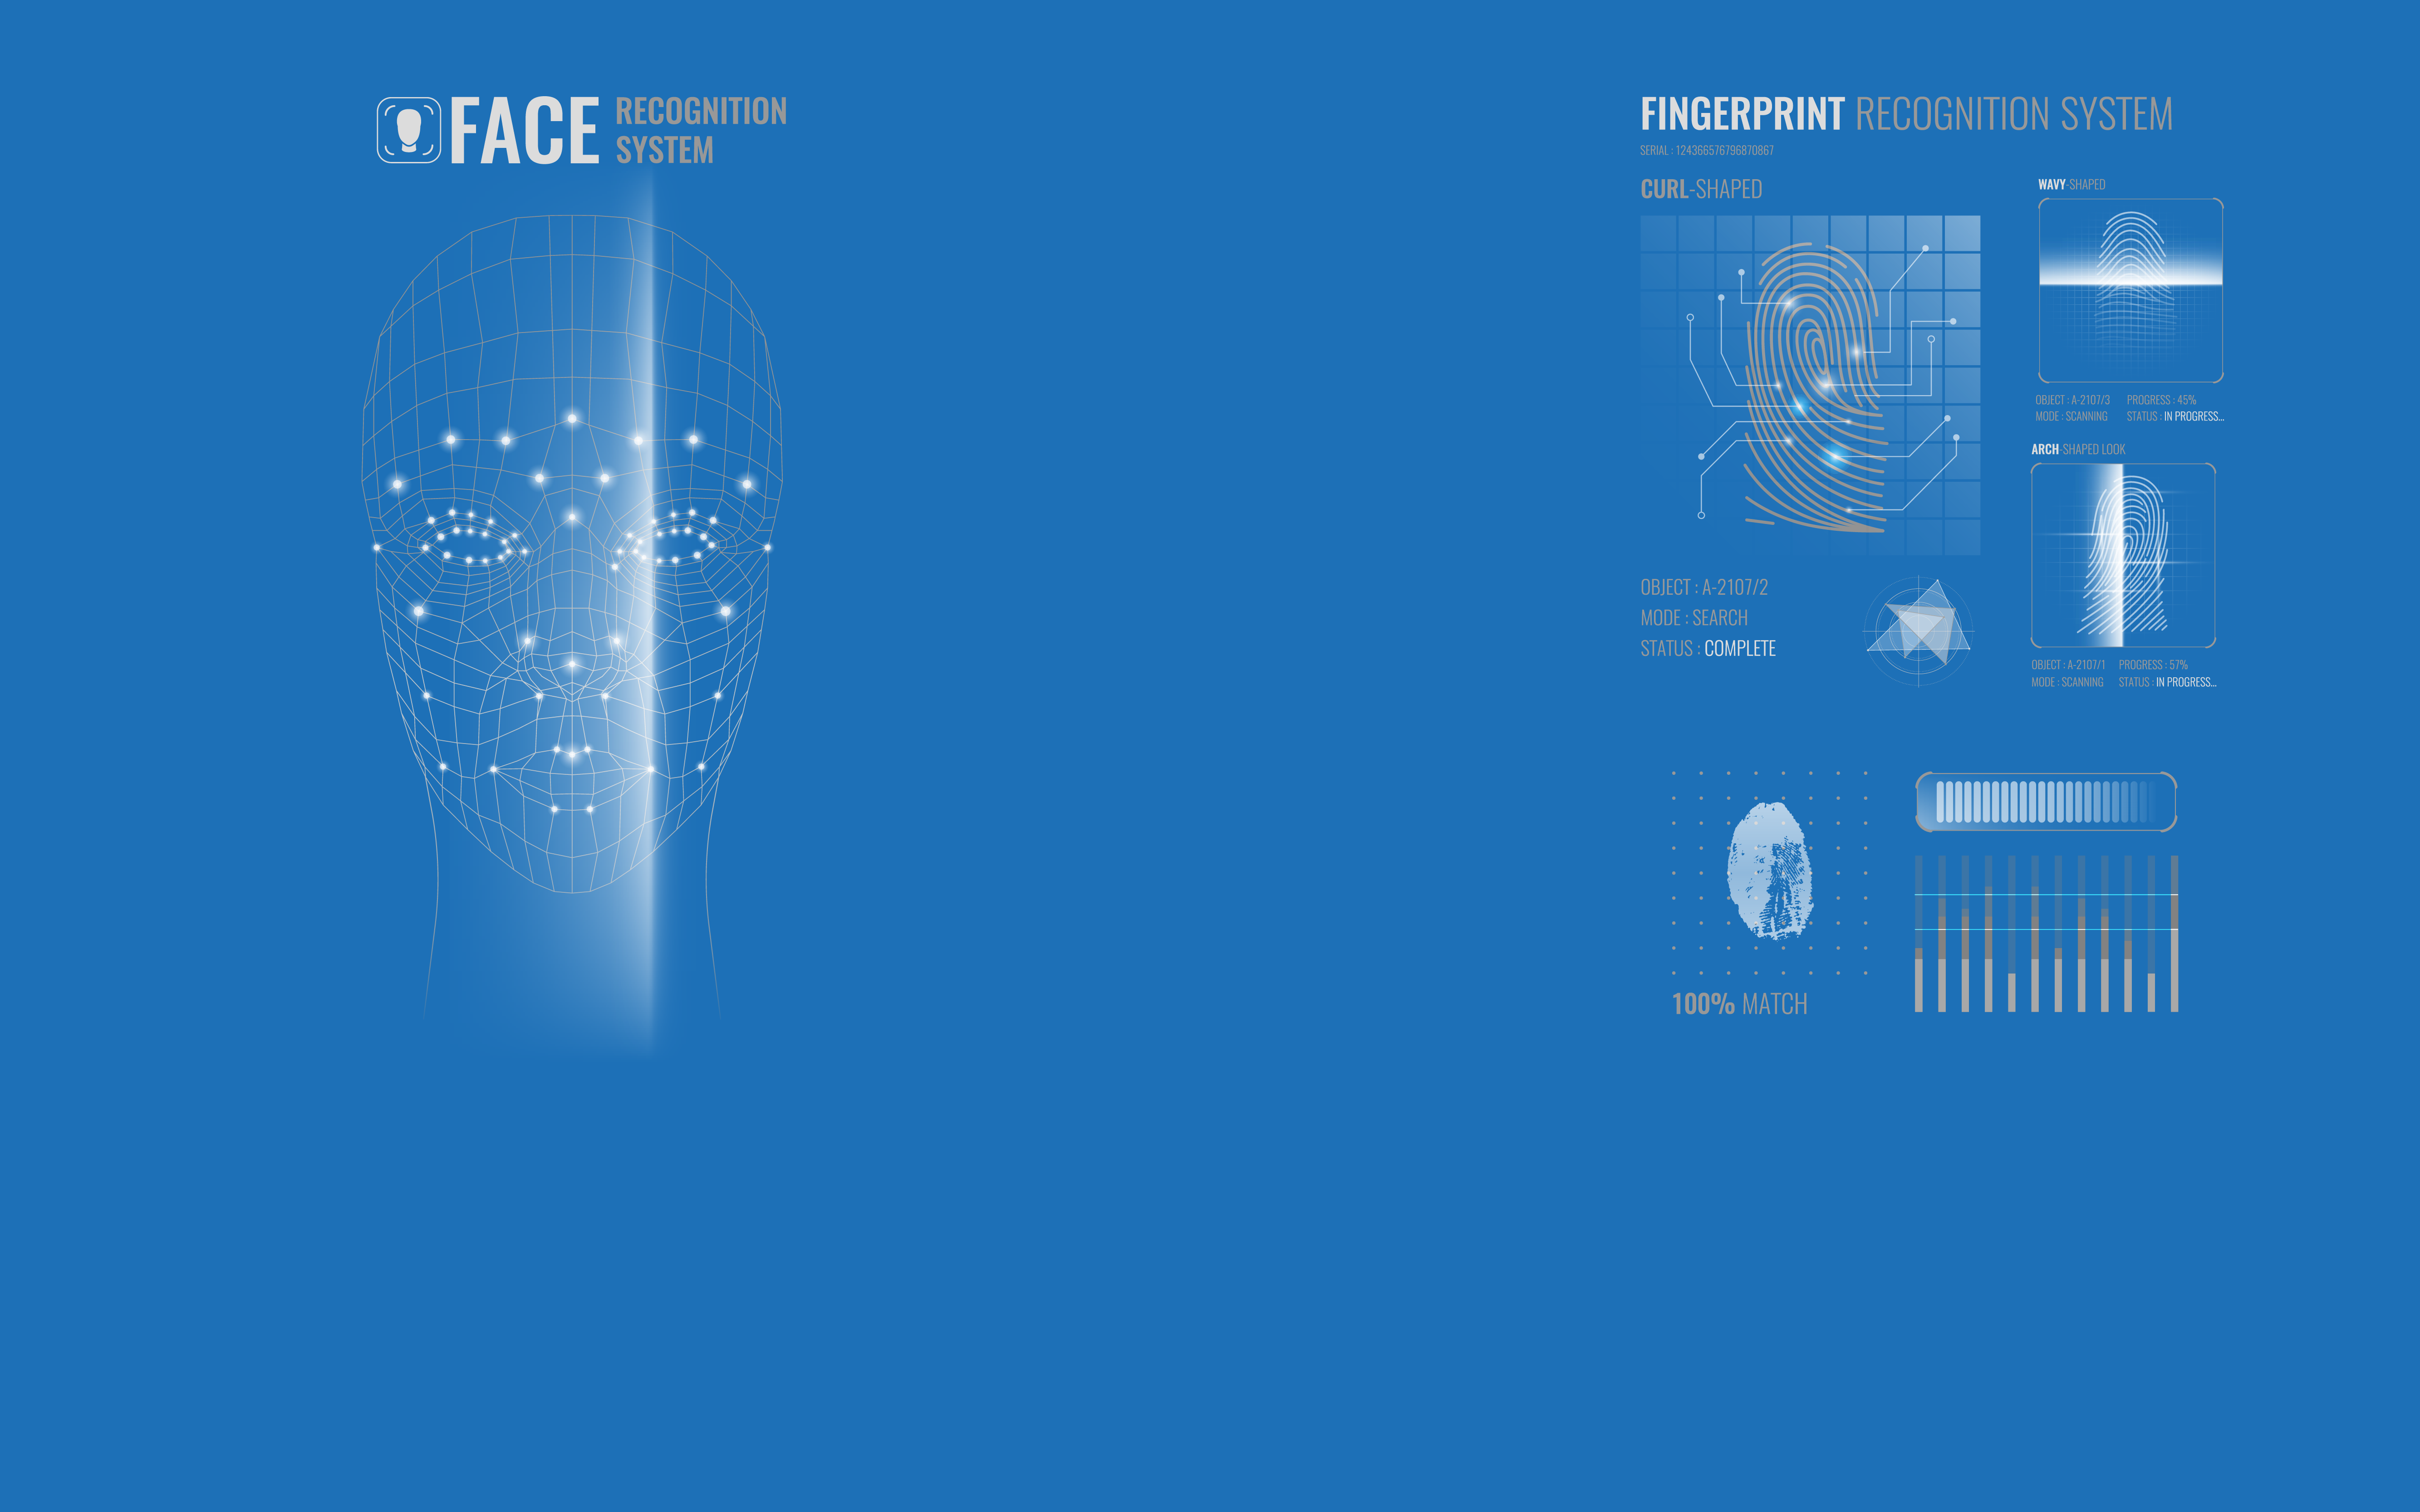 FACE RECOGNITION
SYSTEM
FINGERPRINT RECOGNITION SYSTEM
SERIAL : 124366576796870867
CURL-SHAPED
OBJECT : A-2107/2
MODE : SEARCH
STATUS : COMPLETE
WAVY-SHAPED
OBJECT : A-2107/3 PROGRESS : 45%
MODE : SCANNING STATUS : IN PROGRESS...
ARCH-SHAPED LOOK
OBJECT : A-2107/1 PROGRESS : 57%
MODE : SCANNING STATUS : IN PROGRESS...
100% MATCH